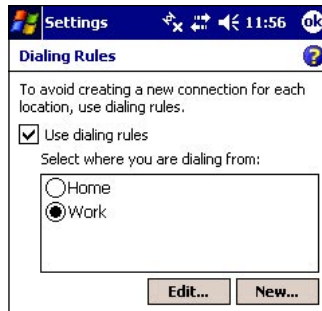 Settings 11:56 ok
Dialing Rules
To avoid creating a new connection for each
location, use dialing rules.
Use dialing rules
Select where you are dialing from:
Home
Work
Edit... New...